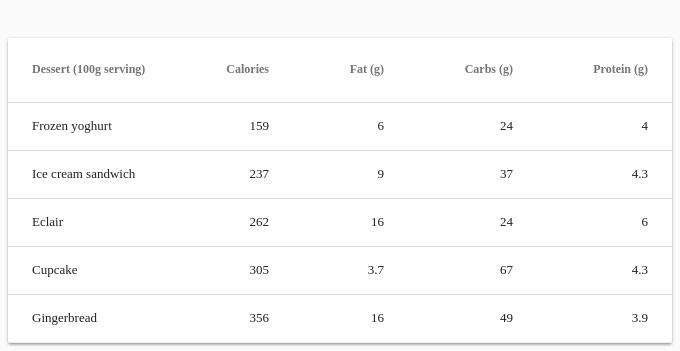 Dessert (100g serving) Calories Fat (g) Carbs (g) Protein (g)
Frozen yoghurt 159 6 24 4
Ice cream sandwich 237 9 37 4.3
Eclair 262 16 24 6
Cupcake 305 3.7 67 4.3
Gingerbread 356 16 49 3.9